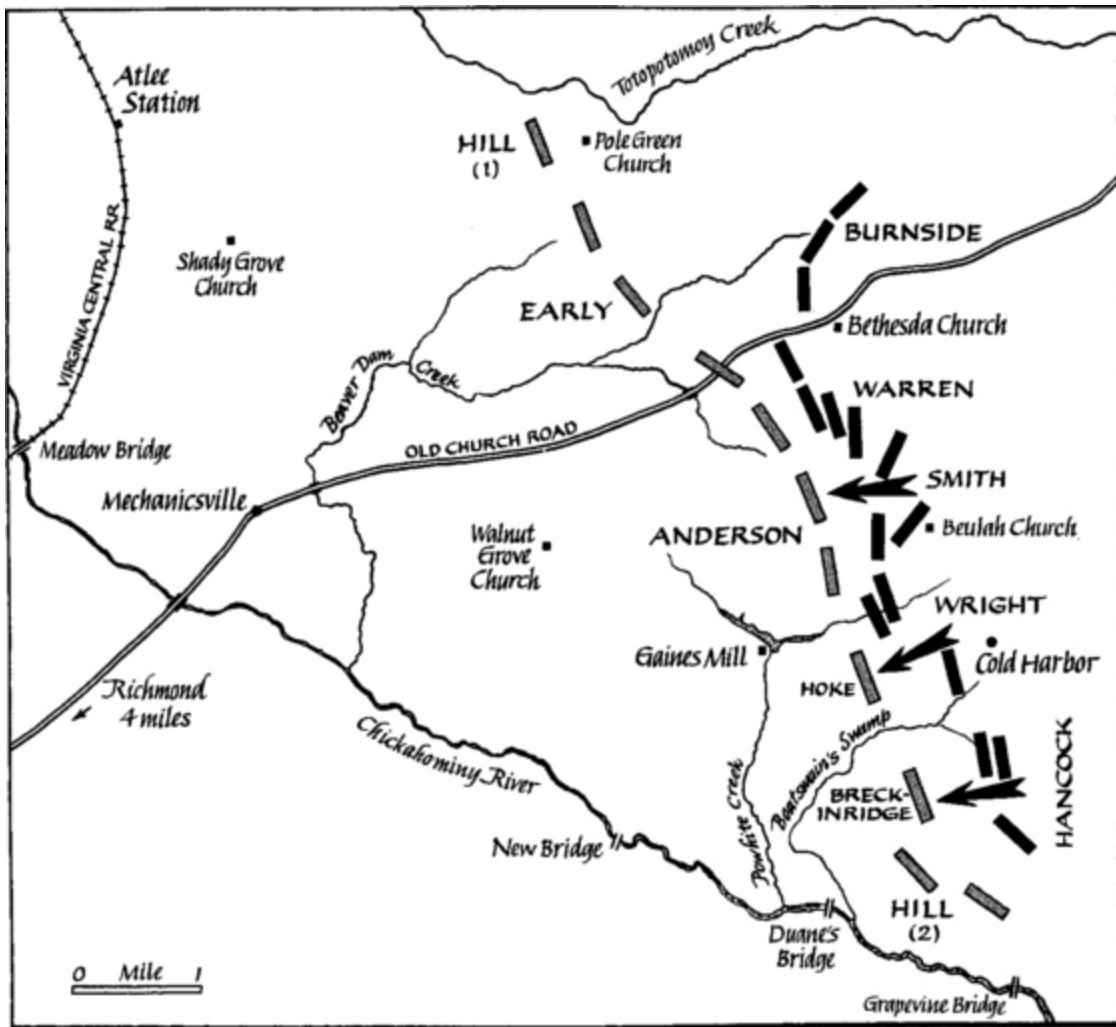 Totopotomoy Creek
Atlee
Station
HILL
(1)
Pole Green
Church
VIRGINIA CENTRAL RR
Shady Grove
Church
BURNSIDE
EARLY
Bethesda Church
Beaver Dam
Creek
WARREN
OLD CHURCH ROAD
Meadow Bridge
Mechanicsville
SMITH
Beulah Church
ANDERSON
Walnut
Grove
Church
WRIGHT
Gaines Mill
Cold Harbor
HOKE
Richmond
4 miles
Chickahominy River
Boatswain's Swamp
HANCOCK
BRECK-
INRIDGE
Powhite Creek
New Bridge
HILL
(2)
Duane's
Bridge
0 Mile 1
Grapevine Bridge